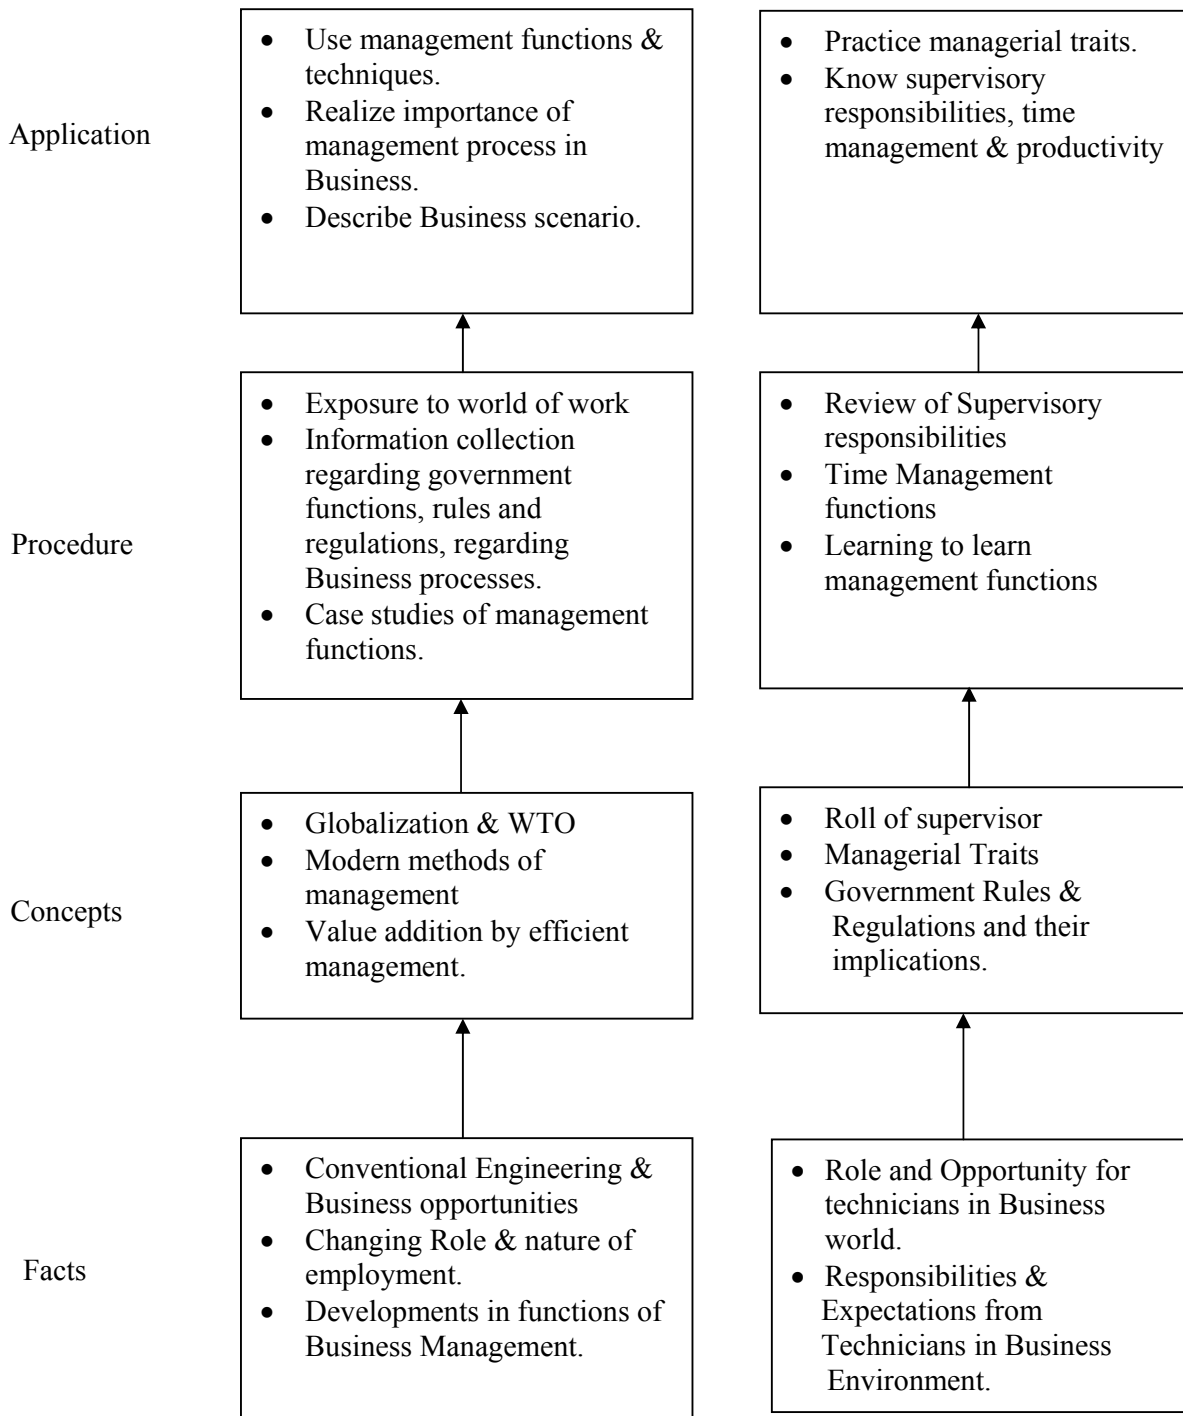 Application
• Use management functions &
techniques.
• Realize importance of
management process in
Business.
• Describe Business scenario.
• Practice managerial traits.
• Know supervisory
responsibilities, time
management & productivity
Procedure
• Exposure to world of work
• Information collection
regarding government
functions, rules and
regulations, regarding
Business processes.
• Case studies of management
functions.
• Review of Supervisory
responsibilities
• Time Management
functions
• Learning to learn
management functions
Concepts
• Globalization & WTO
• Modern methods of
management
• Value addition by efficient
management.
• Roll of supervisor
• Managerial Traits
• Government Rules &
Regulations and their
implications.
Facts
• Conventional Engineering &
Business opportunities
• Changing Role & nature of
employment.
• Developments in functions of
Business Management.
• Role and Opportunity for
technicians in Business
world.
• Responsibilities &
Expectations from
Technicians in Business
Environment.